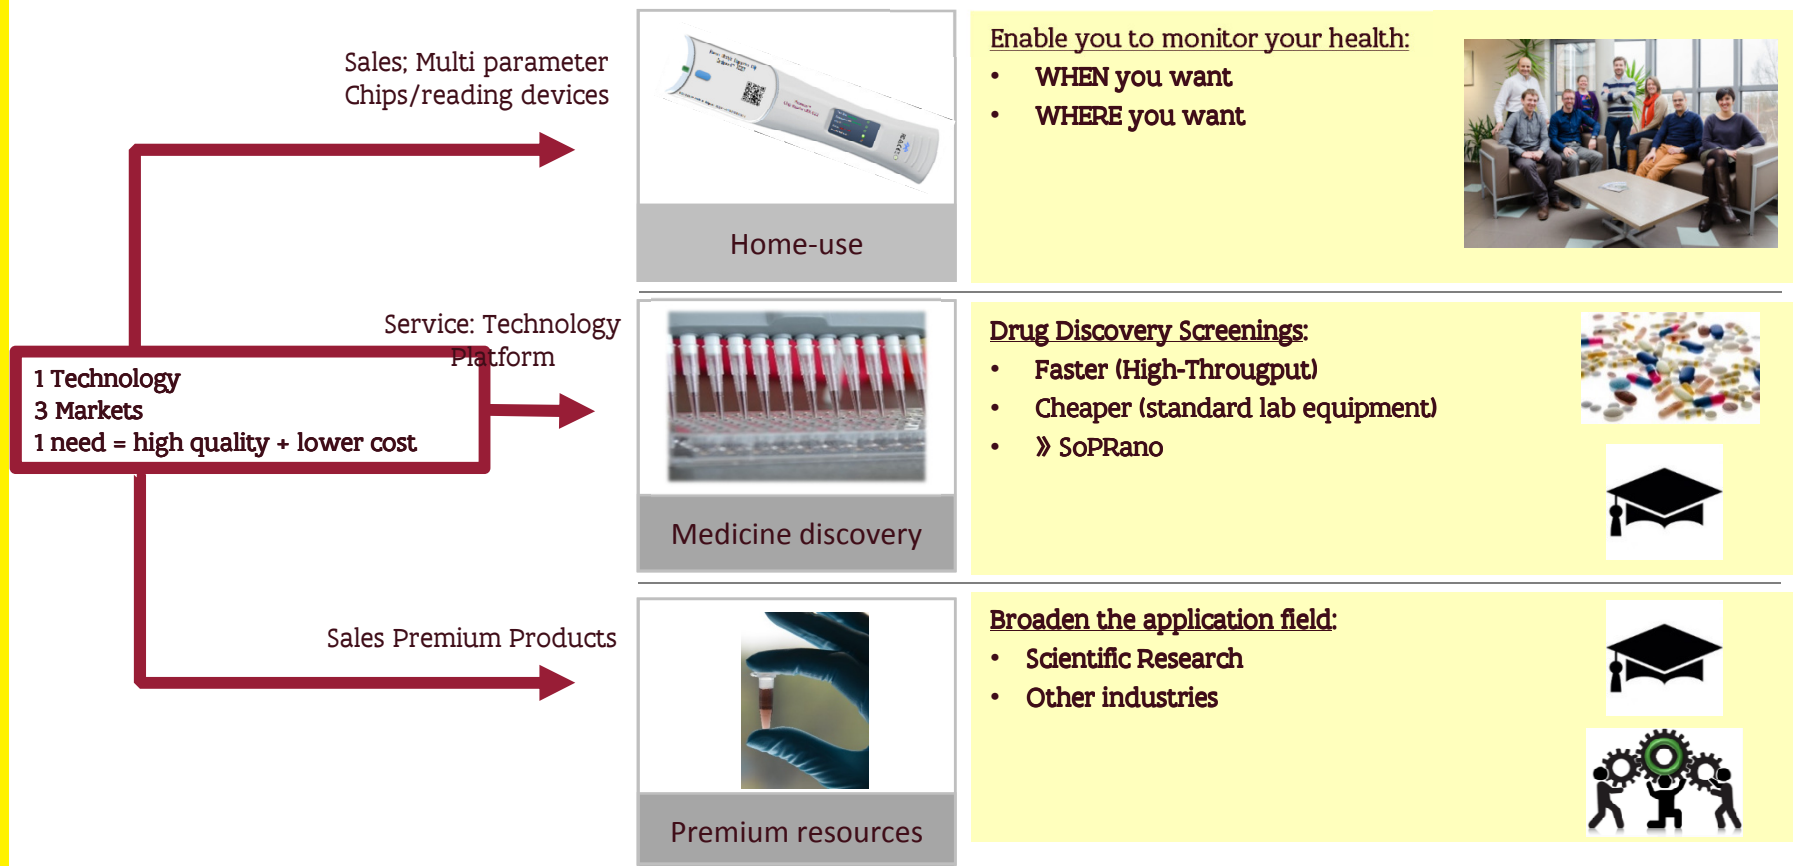 Sales; Multi parameter
Chips/reading devices
Home-use
Enable you to monitor your health:
• WHEN you want
• WHERE you want
Service: Technology
Platform
1 Technology
3 Markets
1 need = high quality + lower cost
Medicine discovery
Drug Discovery Screenings:
• Faster (High-Througput)
• Cheaper (standard lab equipment)
• » SoPRano
Sales Premium Products
Premium resources
Broaden the application field:
• Scientific Research
• Other industries